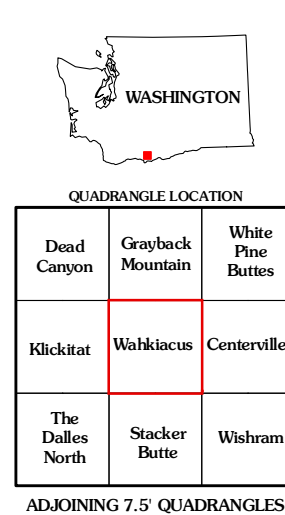 WASHINGTON
QUADRANGLE LOCATION
Dead
Canyon
Grayback
Mountain
White
Pine
Buttes
Klickitat
Wahkiacus
Centerville
The
Dalles
North
Stacker
Butte
Wishram
ADJOINING 7.5' QUADRANGLES